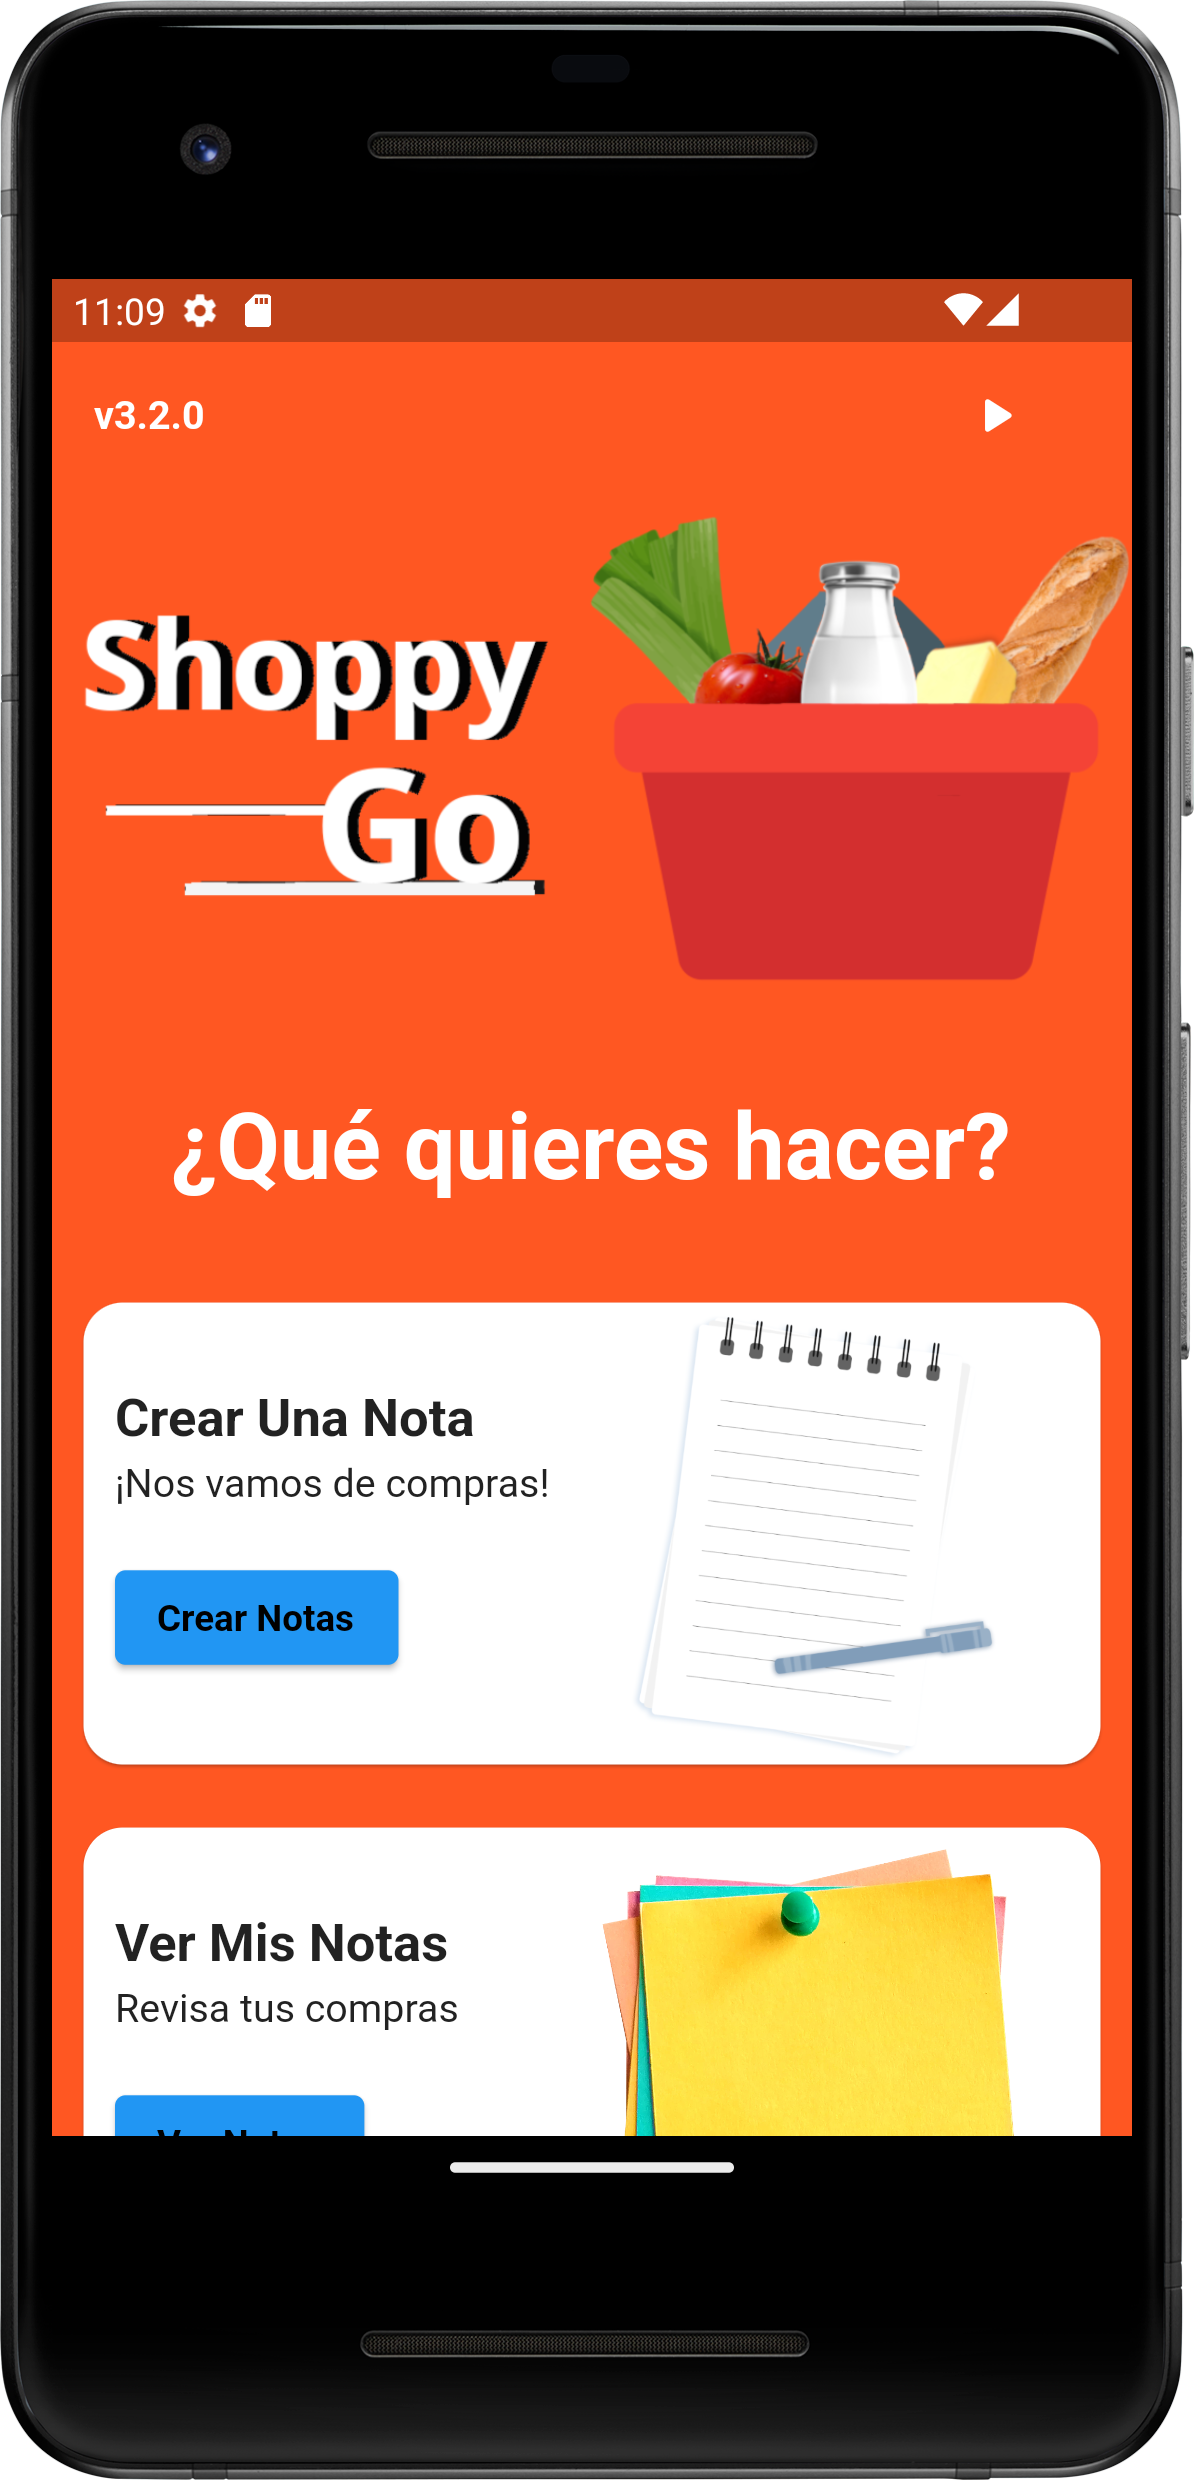 11:09
v3.2.0
Shoppy
Go
¿Qué quieres hacer?
Crear Una Nota
¡Nos vamos de compras!
Crear Notas
Ver Mis Notas
Revisa tus compras